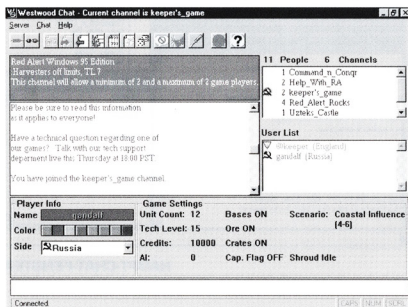 Westwood Chat - Current channel is keeper's_game
Server Chat Help
Red Alert Windows 95 Edition
Harvesters off limits, TL ?
This channel will allow a minimum of 2 and a maximum of 2 game players
Please be sure to read this information
as it applies to everyone!
Have a technical question regarding one of
our games? Talk with our tech support
department live this Thursday at 18:00 PST.
You have joined the keeper's_game channel.
11 People 6 Channels
1 Command_n_Conqr
2 Help_With_RA
2 keeper's_game
4 Red_Alert_Rocks
1 Uzteks_Castle
User List
@keeper (England)
gandalf (Russia)
Player Info
Name gandalf
Color
Side Russia
Game Settings
Unit Count: 12 Bases ON Scenario: Coastal Influence
Tech Level: 15 Ore ON [4-6]
Credits: 10000 Crates ON
AI: 0 Cap. Flag OFF Shroud Idle
Connected. CAPS NUM SCRL